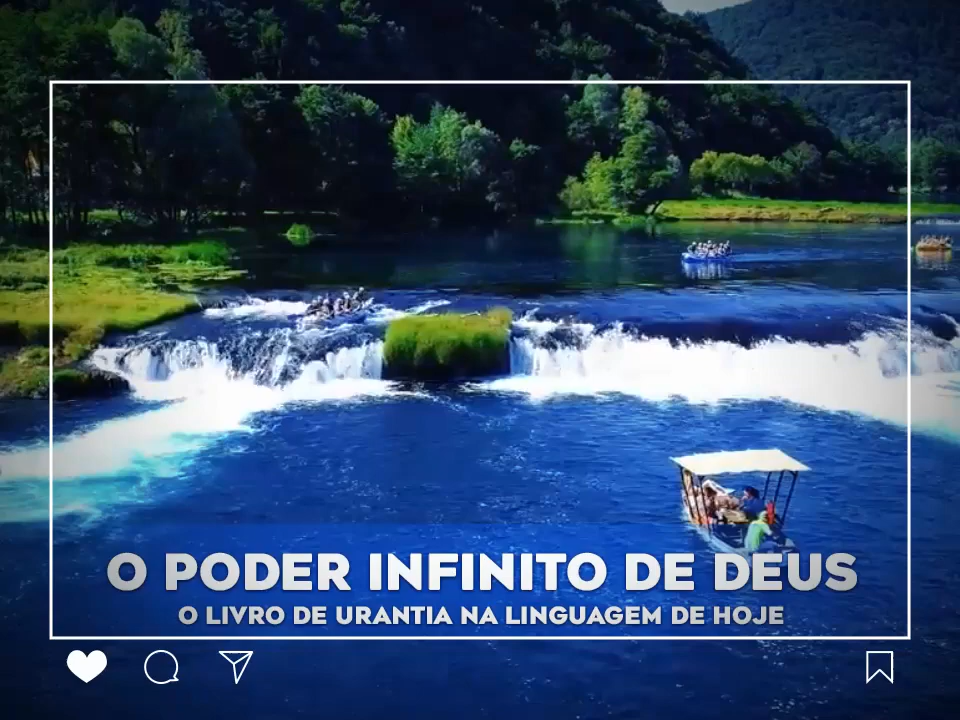 O PODER INFINITO DE DEUS
O LIVRO DE URANTIA NA LINGUAGEM DE HOJE